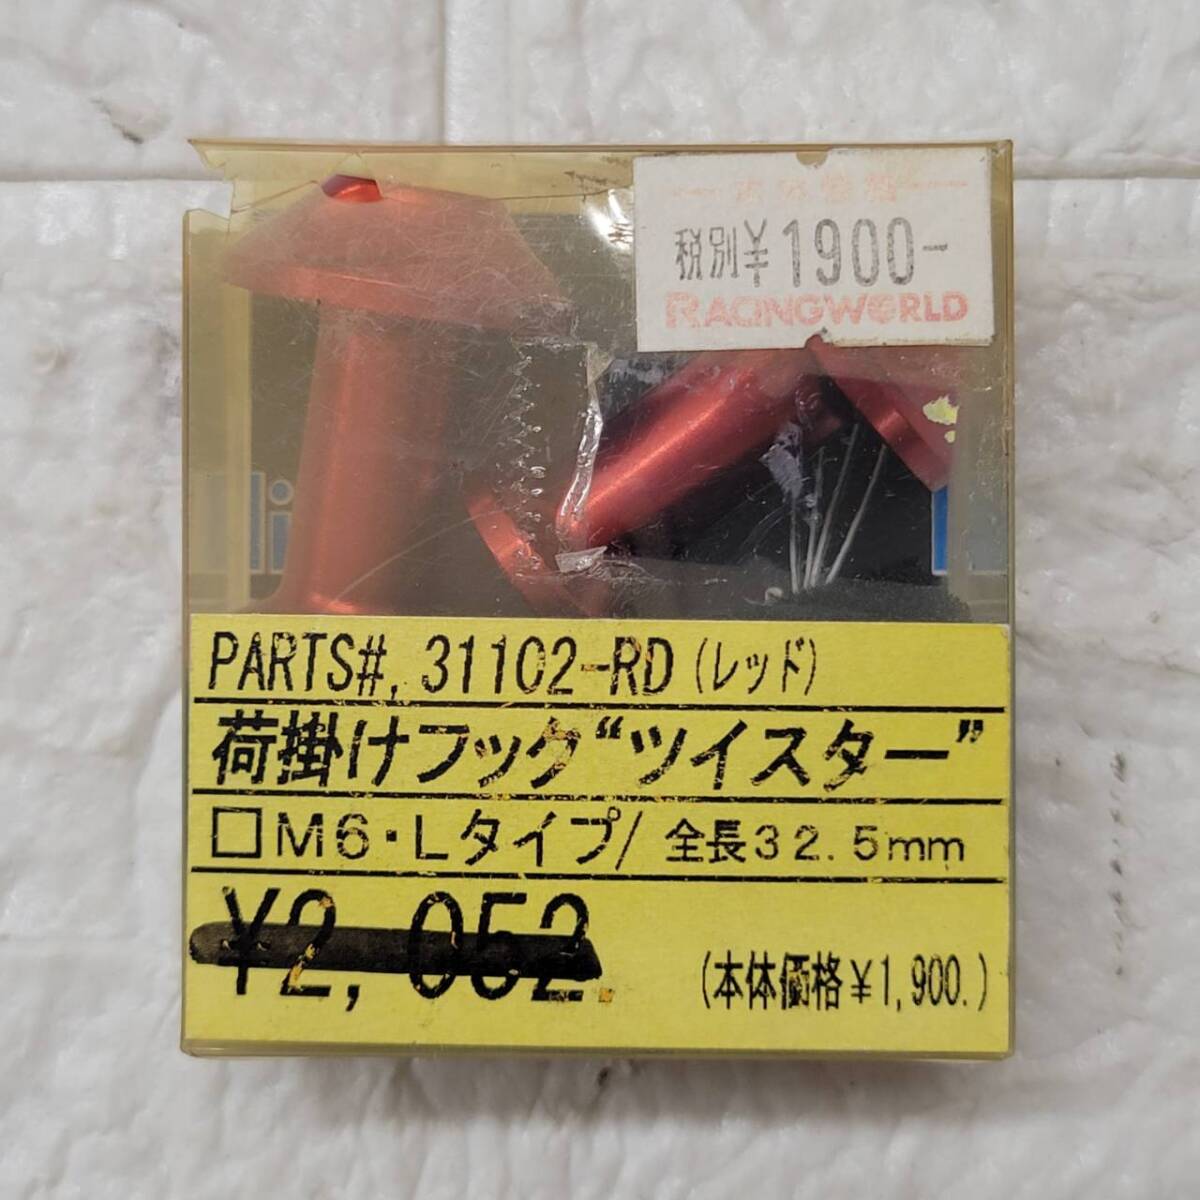 税別¥1900-
RACINGWORLD
li
PARTS#, 31102-RD(レッド)
荷掛けフック“ツイスター”
□M6・Lタイプ/ 全長32.5mm
¥2,052.
(本体価格¥1,900.)